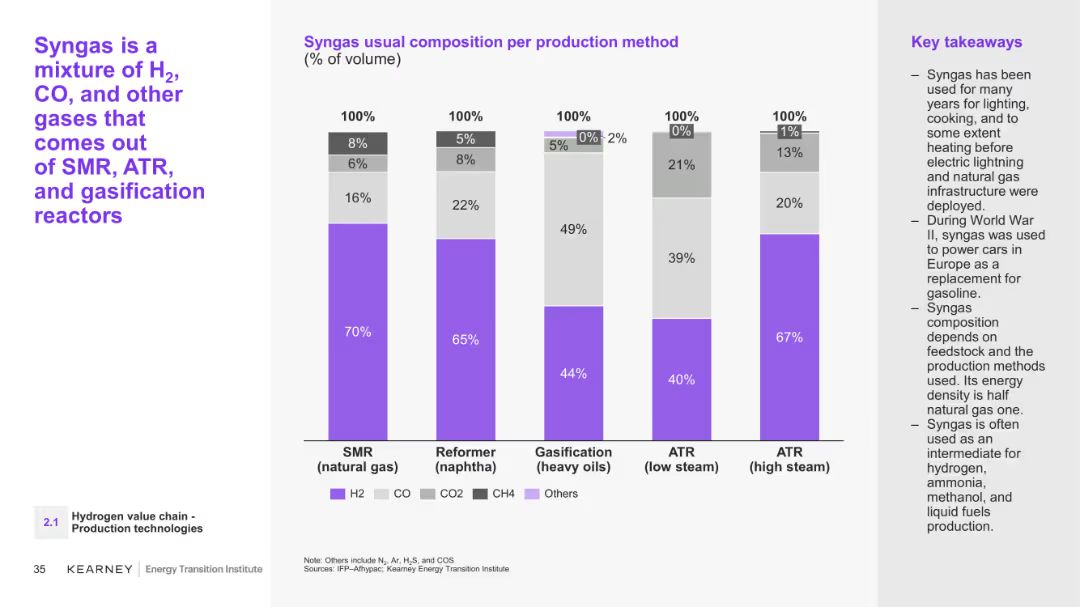 Syngas is a
mixture of H2,
CO, and other
gases that
comes out
of SMR, ATR,
and gasification
reactors
2.1
Hydrogen value chain -
Production technologies
35
KEARNEY
Energy Transition Institute
Syngas usual composition per production method
(% of volume)
100%
8%
6%
16%
70%
SMR
(natural gas)
100%
5%
8%
22%
65%
Reformer
(naphtha)
100%
0%
2%
5%
49%
44%
Gasification
(heavy oils)
100%
0%
21%
39%
40%
ATR
(low steam)
100%
1%
13%
20%
67%
ATR
(high steam)
H2 CO CO2 CH4 Others
Note: Others include N2, Ar, H2S, and COS
Sources: IFP–Afhypac; Kearney Energy Transition Institute
Key takeaways
– Syngas has been
used for many
years for lighting,
cooking, and to
some extent
heating before
electric lightning
and natural gas
infrastructure were
deployed.
– During World War
II, syngas was used
to power cars in
Europe as a
replacement for
gasoline.
– Syngas
composition
depends on
feedstock and the
production methods
used. Its energy
density is half
natural gas one.
– Syngas is often
used as an
intermediate for
hydrogen,
ammonia,
methanol, and
liquid fuels
production.